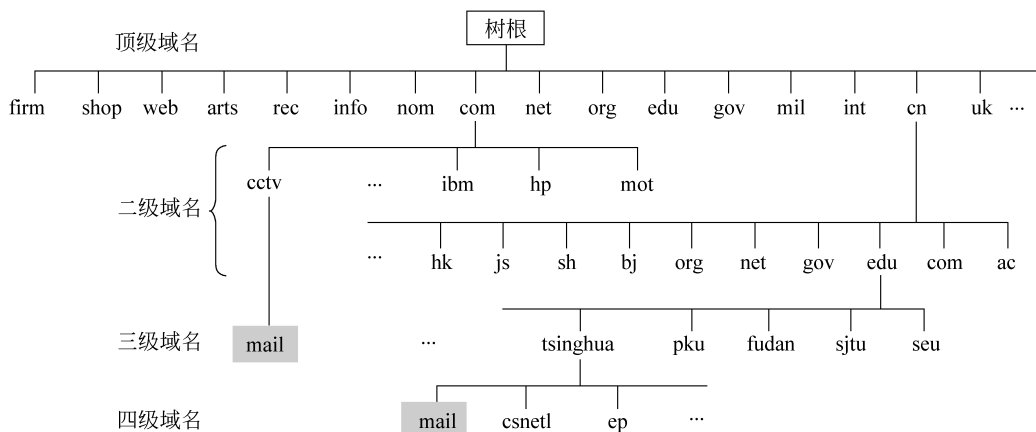 树根
顶级域名
firm shop web arts rec info nom com net org edu gov mil int cn uk …
cctv … ibm hp mot
二级域名
… hk js sh bj org net gov edu com ac
三级域名 mail … tsinghua pku fudan sjtu seu
四级域名 mail csnetl ep …